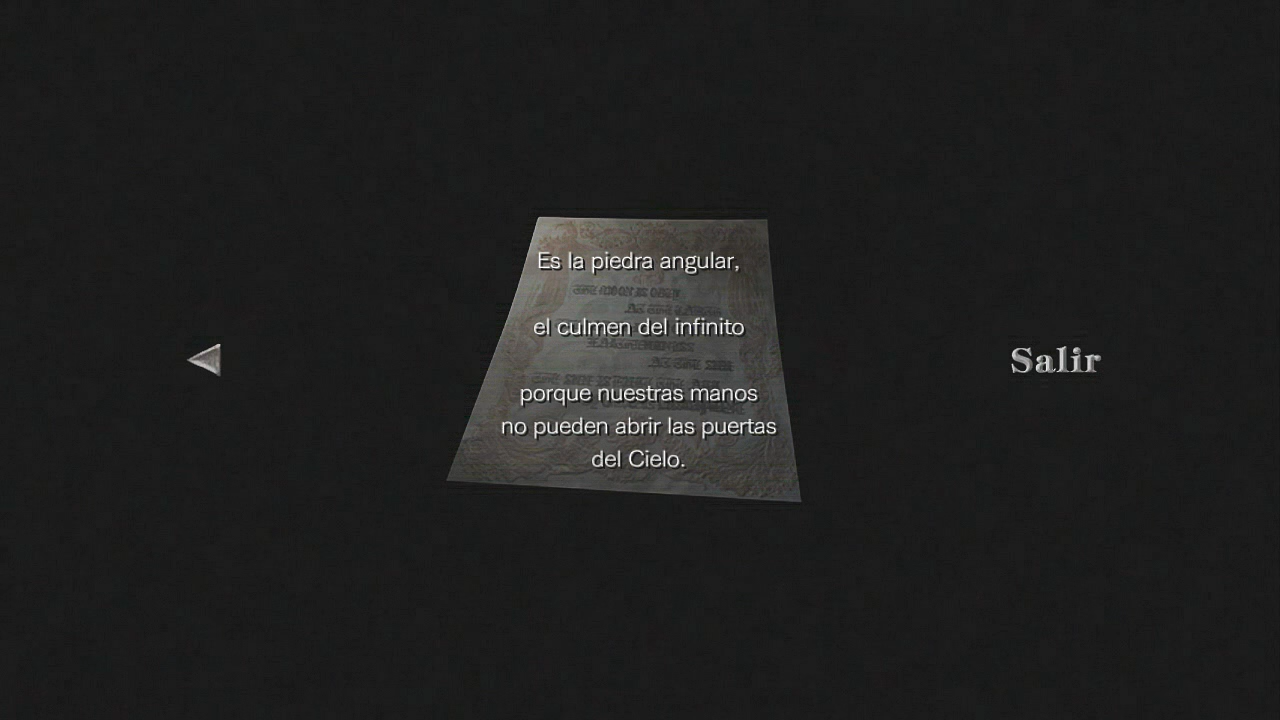 Es la piedra angular,
el culmen del infinito
porque nuestras manos
no pueden abrir las puertas
del Cielo.
Salir